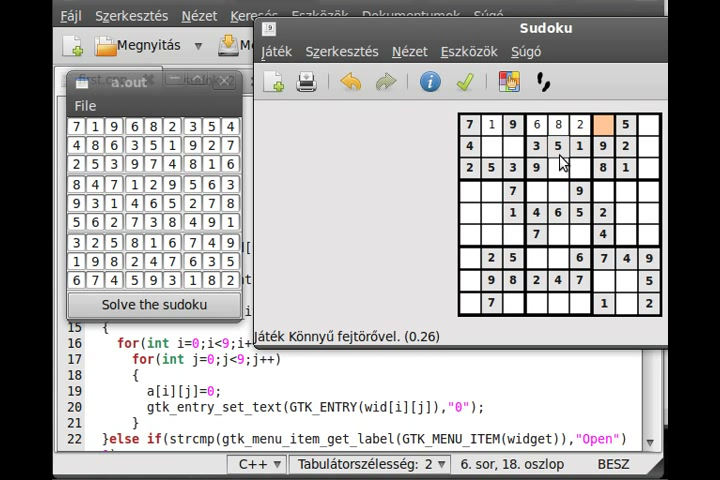 Fájl Szerkesztés Nézet Keresés Eszközök Dokumentumok Súgó
Sudoku
Megnyitás
Játék Szerkesztés Nézet Eszközök Súgó
a.out
File
7 1 9 6 8 2 3 5 4
4 8 6 3 5 1 9 2 7
2 5 3 9 7 4 8 1 6
8 4 7 1 2 9 5 6 3
9 3 1 4 6 5 2 7 8
5 6 2 7 3 8 4 9 1
3 2 5 8 1 6 7 4 9
1 9 8 2 4 7 6 3 5
6 7 4 5 9 3 1 8 2
Solve the sudoku
7 1 9 6 8 2 5
4 3 5 1 9 2
2 5 3 9 8 1
7 9
1 4 6 5 2
7 4
2 5 6 7 4 9
9 8 2 4 7 5
7 1 2
Játék Könnyű fejtörővel. (0.26)
15 {
16 for(int i=0;i<9;i+
17 for(int j=0;j<9;j++)
18 {
19 a[i][j]=0;
20 gtk_entry_set_text(GTK_ENTRY(wid[i][j]),"0");
21 }
22 }else if(strcmp(gtk_menu_item_get_label(GTK_MENU_ITEM(widget)),"Open")
C++ Tabulátorszélesség: 2 6. sor, 18. oszlop BESZ